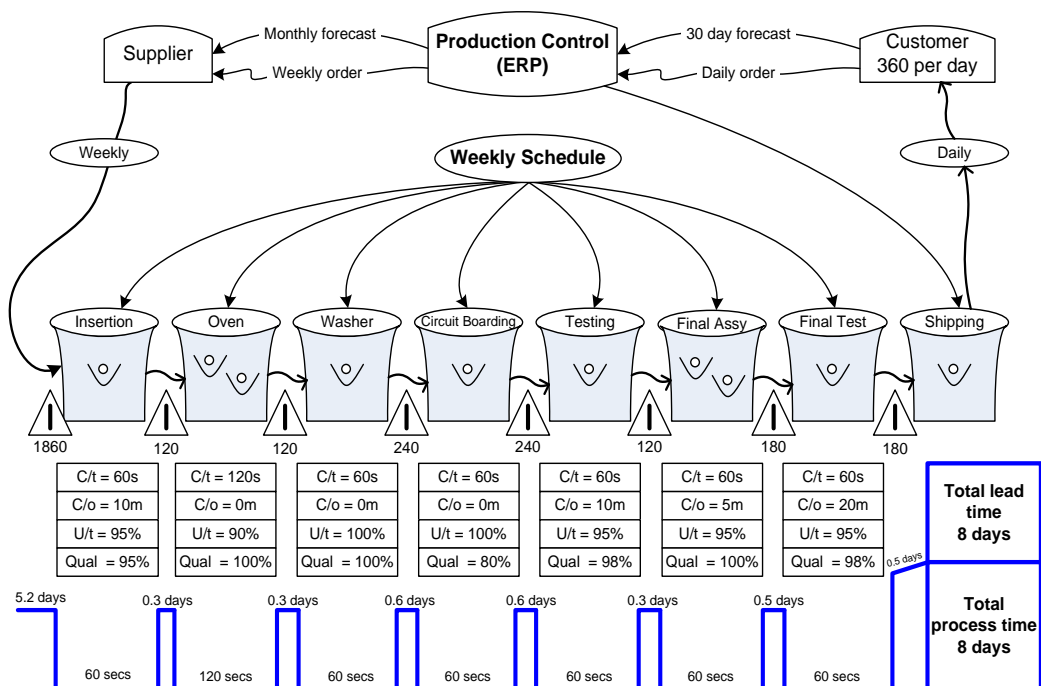 Supplier
Monthly forecast
Weekly order
Production Control
(ERP)
30 day forecast
Daily order
Customer
360 per day
Weekly
Weekly Schedule
Daily
Insertion
Oven
Washer
Circuit Boarding
Testing
Final Assy
Final Test
Shipping
I
I
I
I
I
I
I
I
1860
120
120
240
240
120
180
180
C/t = 60s
C/o = 10m
U/t = 95%
Qual = 95%
C/t = 120s
C/o = 0m
U/t = 90%
Qual = 100%
C/t = 60s
C/o = 0m
U/t = 100%
Qual = 100%
C/t = 60s
C/o = 0m
U/t = 100%
Qual = 80%
C/t = 60s
C/o = 10m
U/t = 95%
Qual = 98%
C/t = 60s
C/o = 5m
U/t = 95%
Qual = 100%
C/t = 60s
C/o = 20m
U/t = 95%
Qual = 98%
5.2 days
0.3 days
0.3 days
0.6 days
0.6 days
0.3 days
0.5 days
0.5 days
60 secs
120 secs
60 secs
60 secs
60 secs
60 secs
60 secs
Total lead
time
8 days
Total
process time
8 days